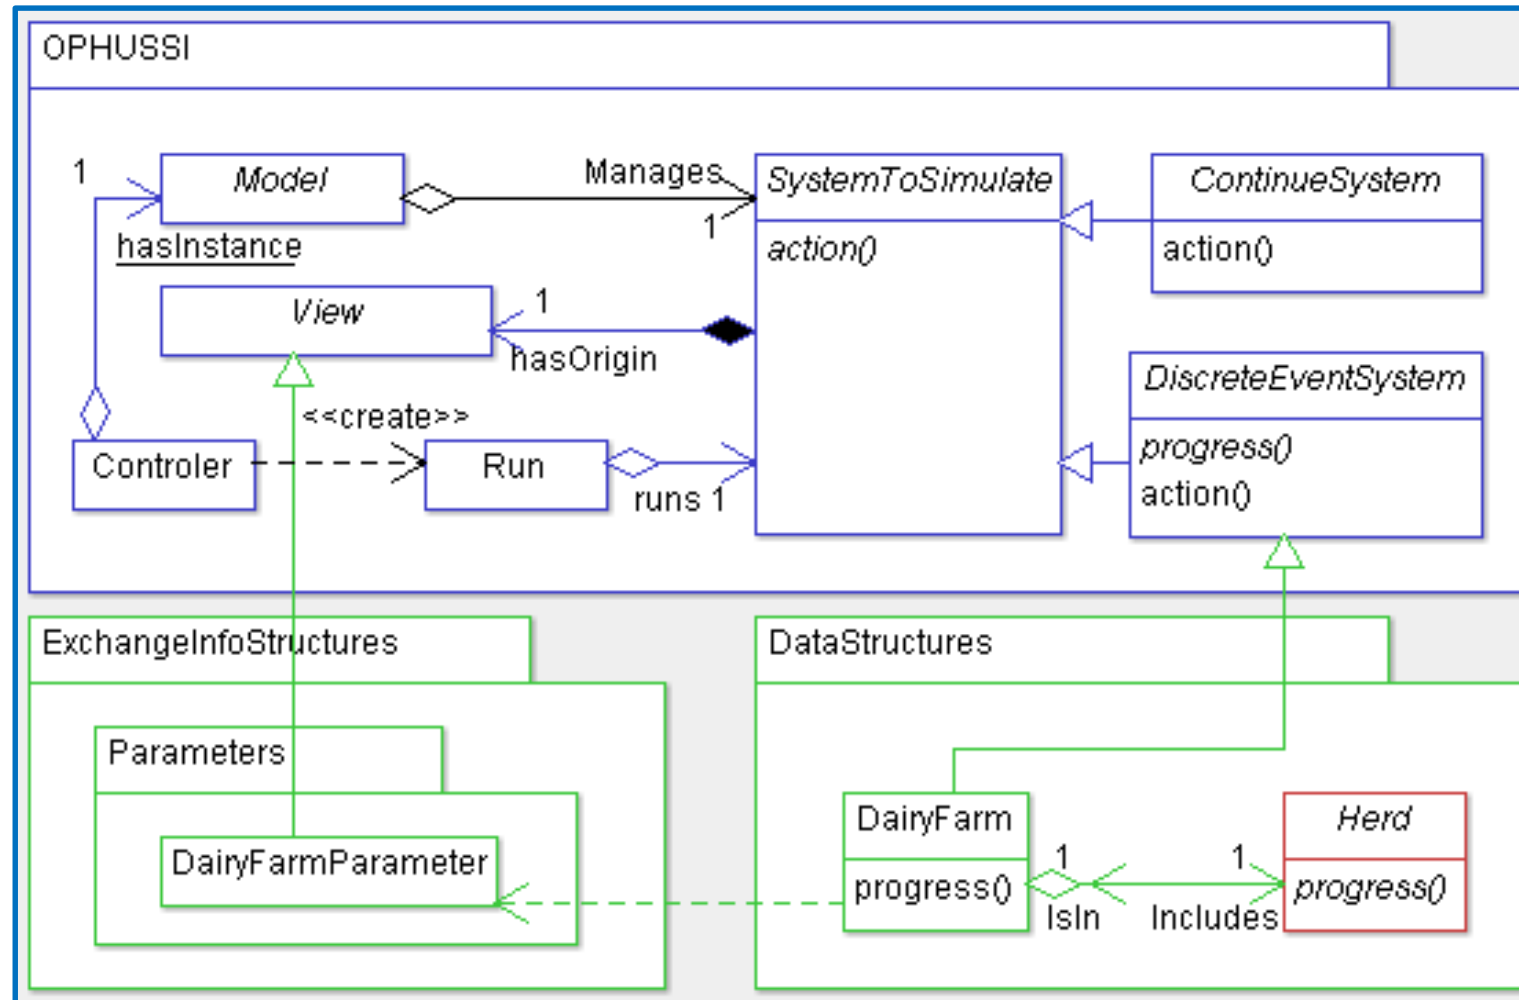 OPHUSSI
1
Model
Manages
1
SystemToSimulate
action()
ContinueSystem
action()
hasInstance
View
1
hasOrigin
DiscreteEventSystem
progress()
action()
<<create>>
Controler
Run
runs 1
ExchangeInfoStructures
Parameters
DairyFarmParameter
DataStructures
DairyFarm
progress()
1
IsIn
1
Includes
Herd
progress()